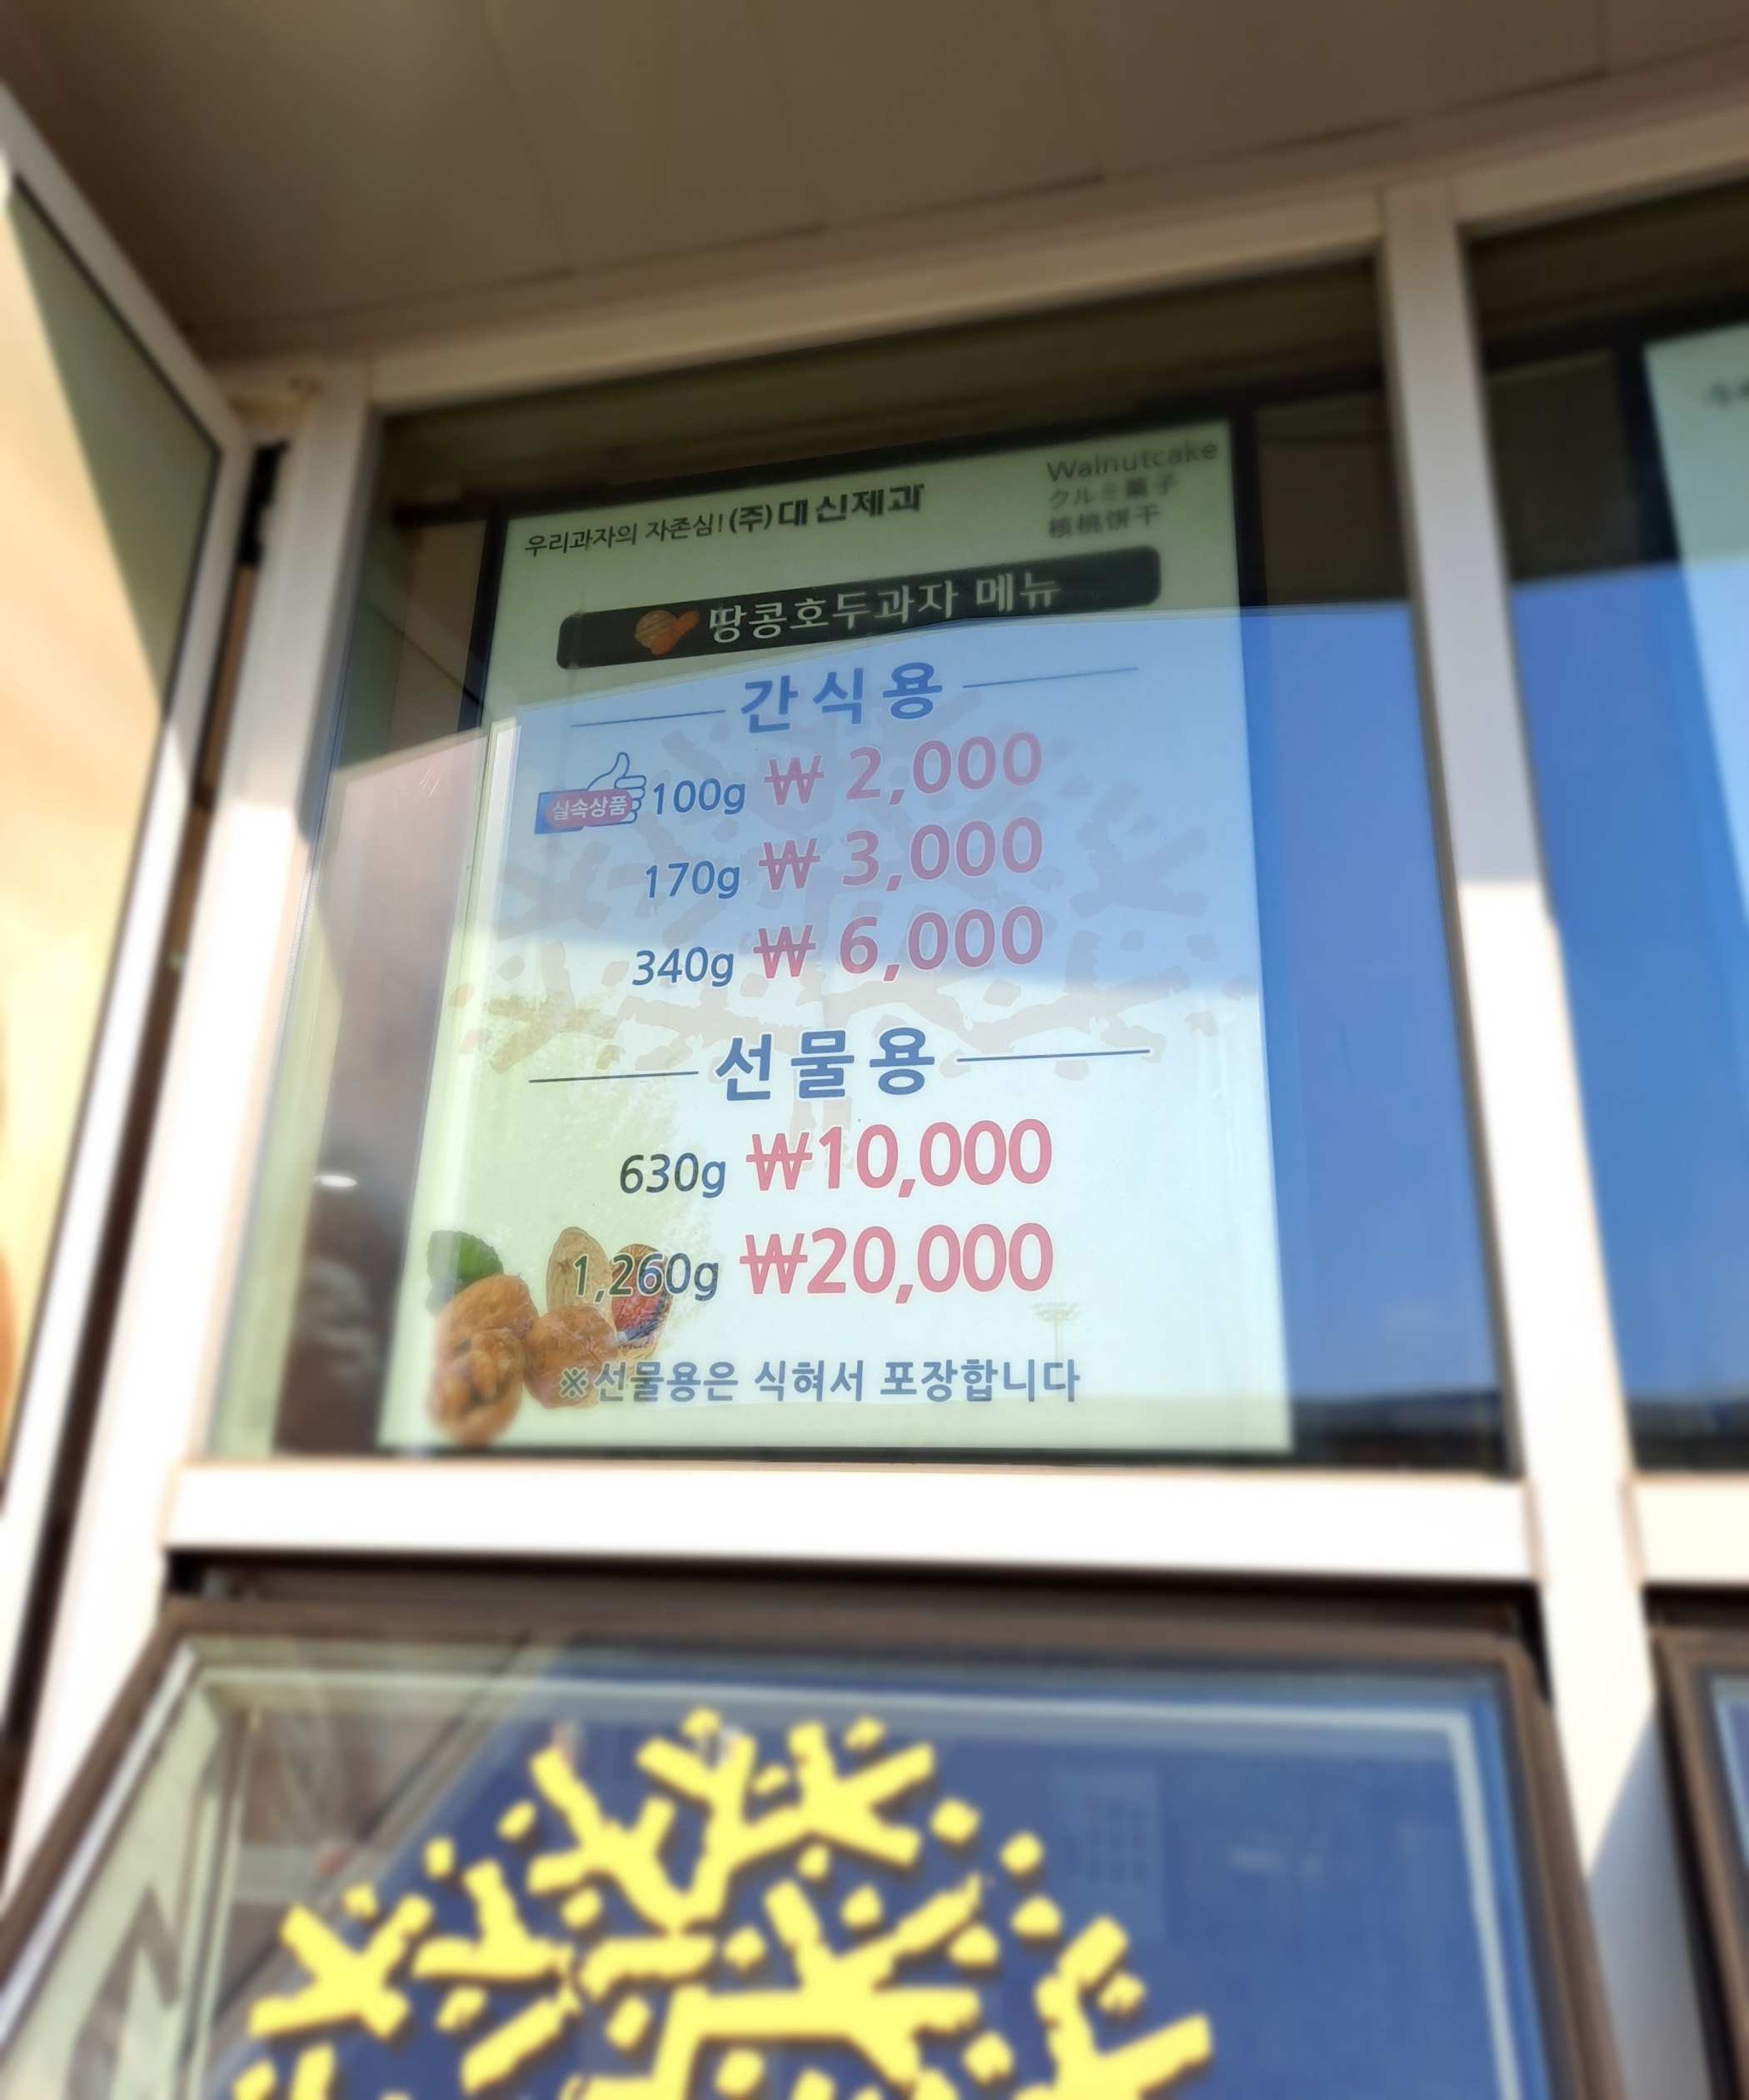 우리과자의 자존심! (주)대신제과
Walnutcake
クルミ菓子
核桃饼干
땅콩호두과자 메뉴
간식용
실속상품 100g ₩ 2,000
170g ₩ 3,000
340g ₩ 6,000
선물용
630g ₩10,000
1,260g ₩20,000
※선물용은 식혀서 포장합니다